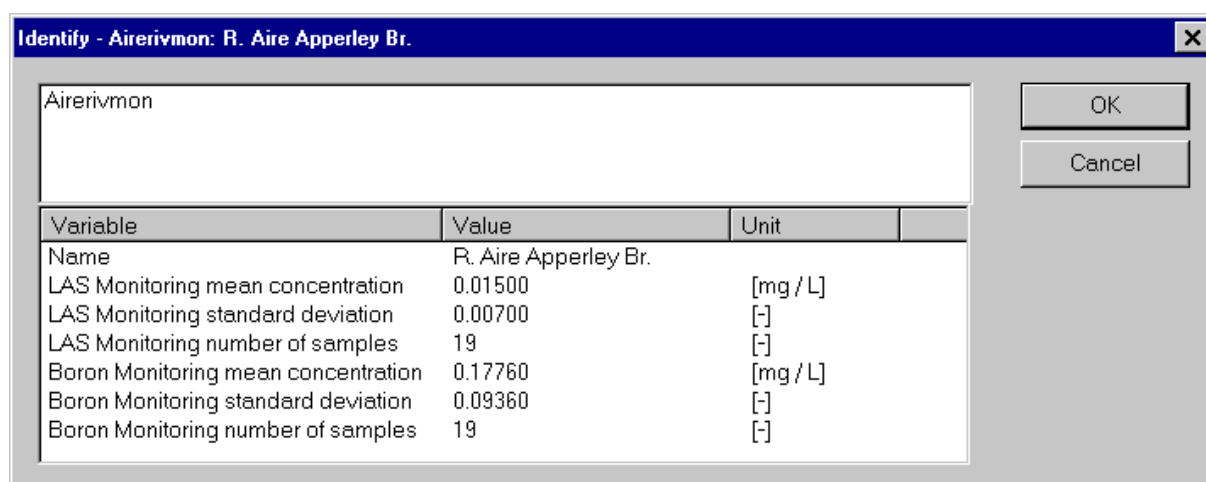 Identify - Airerivmon: R. Aire Apperley Br.
Airerivmon
OK
Cancel
Variable Value Unit
Name R. Aire Apperley Br.
LAS Monitoring mean concentration 0.01500 [mg / L]
LAS Monitoring standard deviation 0.00700 [-]
LAS Monitoring number of samples 19 [-]
Boron Monitoring mean concentration 0.17760 [mg / L]
Boron Monitoring standard deviation 0.09360 [-]
Boron Monitoring number of samples 19 [-]